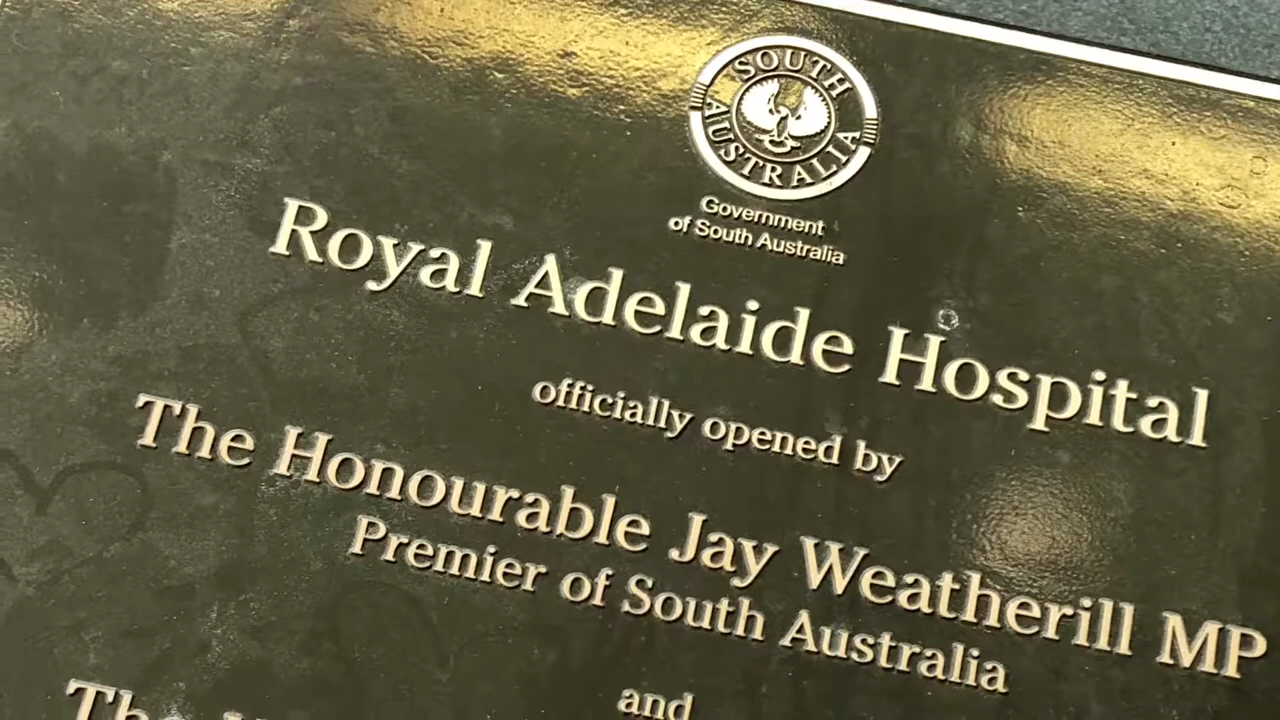 SOUTH
AUSTRALIA
Government
of South Australia
Royal Adelaide Hospital
officially opened by
The Honourable Jay Weatherill MP
Premier of South Australia
and
The